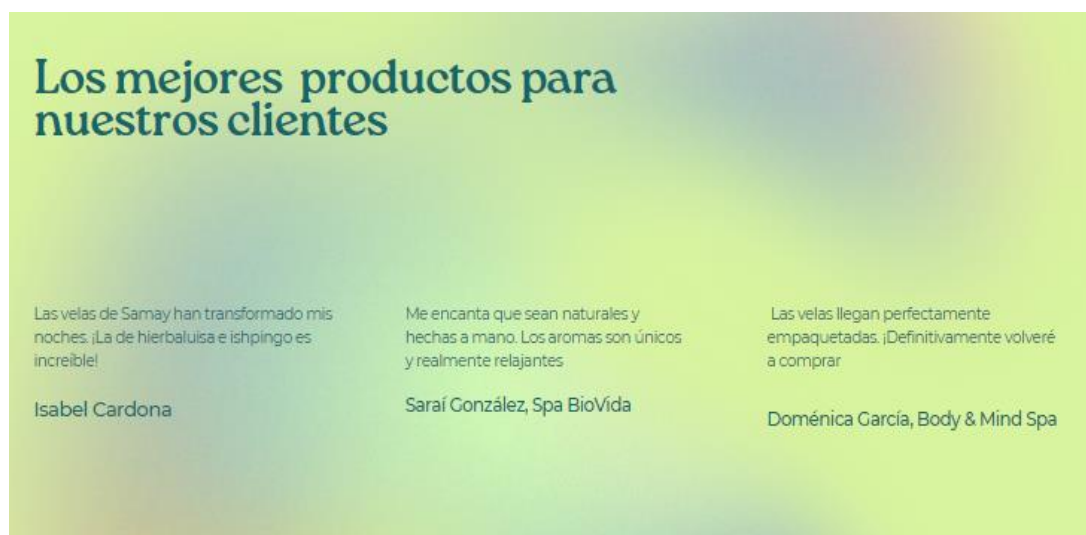 Los mejores productos para
nuestros clientes
Las velas de Samay han transformado mis
noches. ¡La de hierbaluisa e ishpingo es
increíble!
Isabel Cardona
Me encanta que sean naturales y
hechas a mano. Los aromas son únicos
y realmente relajantes
Saraí González, Spa BioVida
Las velas llegan perfectamente
empaquetadas. ¡Definitivamente volveré
a comprar
Doménica García, Body & Mind Spa